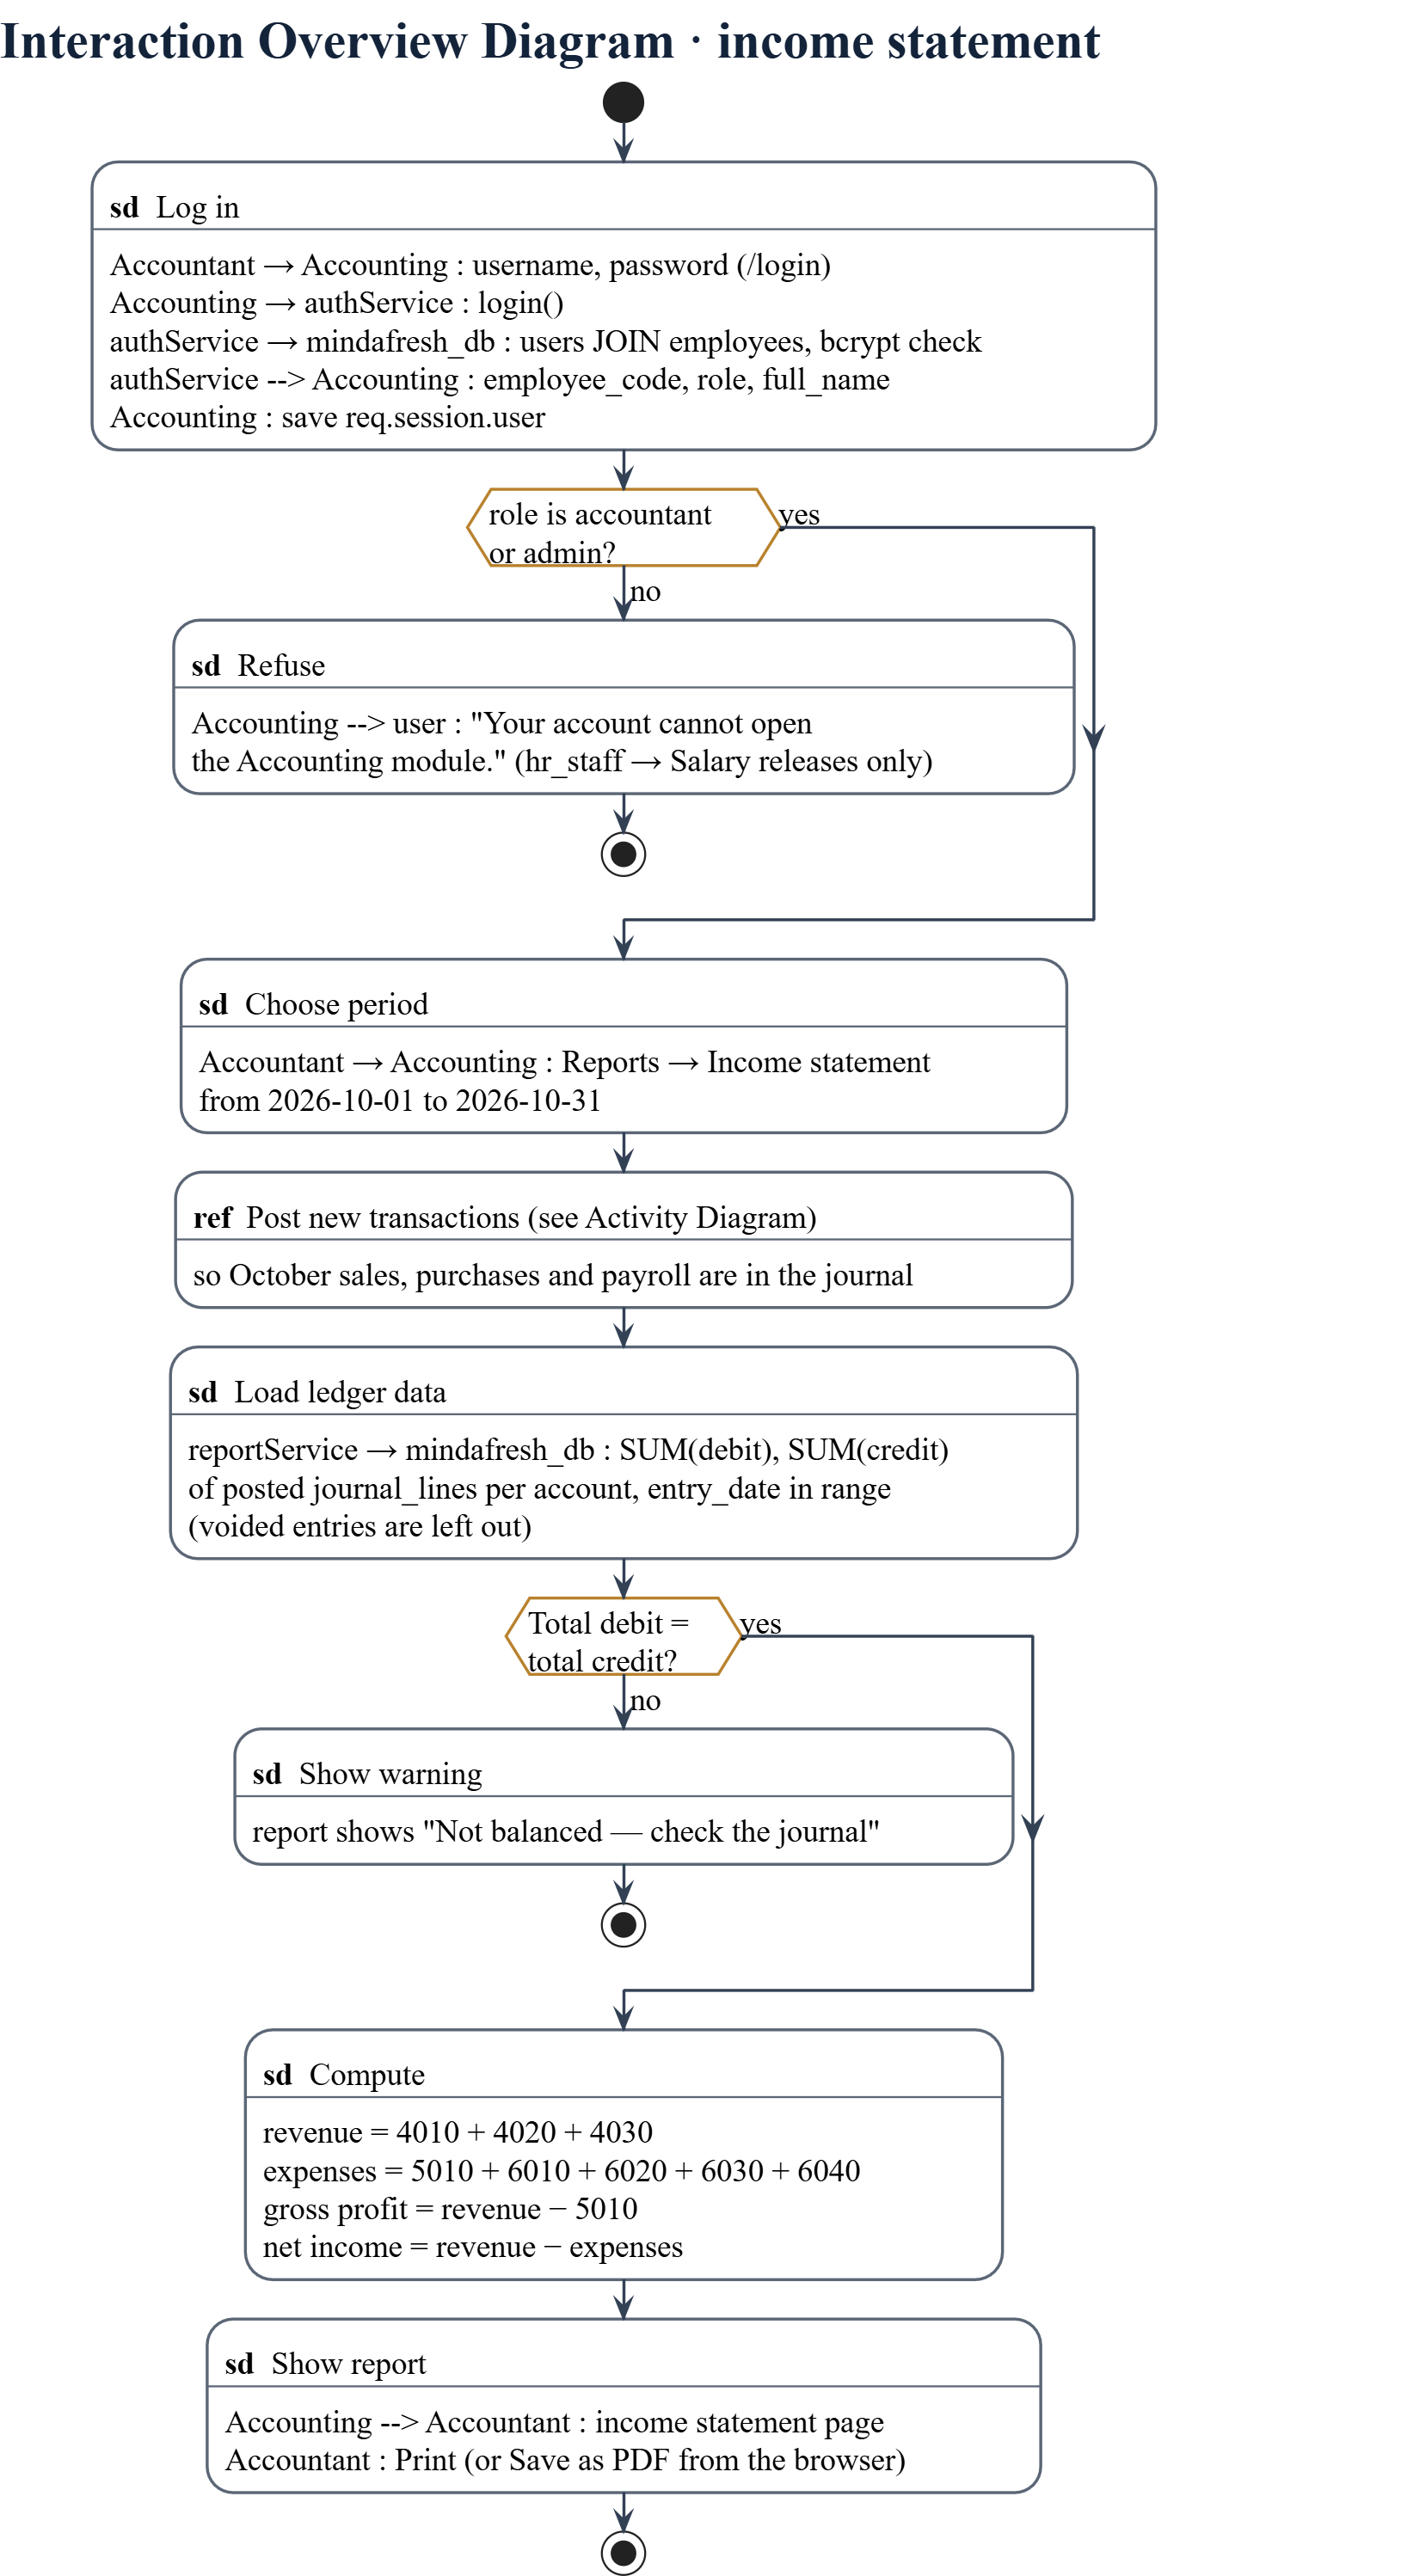 Interaction Overview Diagram · income statement
sd Log in
Accountant → Accounting : username, password (/login)
Accounting → authService : login()
authService → mindafresh_db : users JOIN employees, bcrypt check
authService --> Accounting : employee_code, role, full_name
Accounting : save req.session.user
role is accountant
or admin?
yes
no
sd Refuse
Accounting --> user : "Your account cannot open
the Accounting module." (hr_staff → Salary releases only)
sd Choose period
Accountant → Accounting : Reports → Income statement
from 2026-10-01 to 2026-10-31
ref Post new transactions (see Activity Diagram)
so October sales, purchases and payroll are in the journal
sd Load ledger data
reportService → mindafresh_db : SUM(debit), SUM(credit)
of posted journal_lines per account, entry_date in range
(voided entries are left out)
Total debit =
total credit?
yes
no
sd Show warning
report shows "Not balanced — check the journal"
sd Compute
revenue = 4010 + 4020 + 4030
expenses = 5010 + 6010 + 6020 + 6030 + 6040
gross profit = revenue − 5010
net income = revenue − expenses
sd Show report
Accounting --> Accountant : income statement page
Accountant : Print (or Save as PDF from the browser)